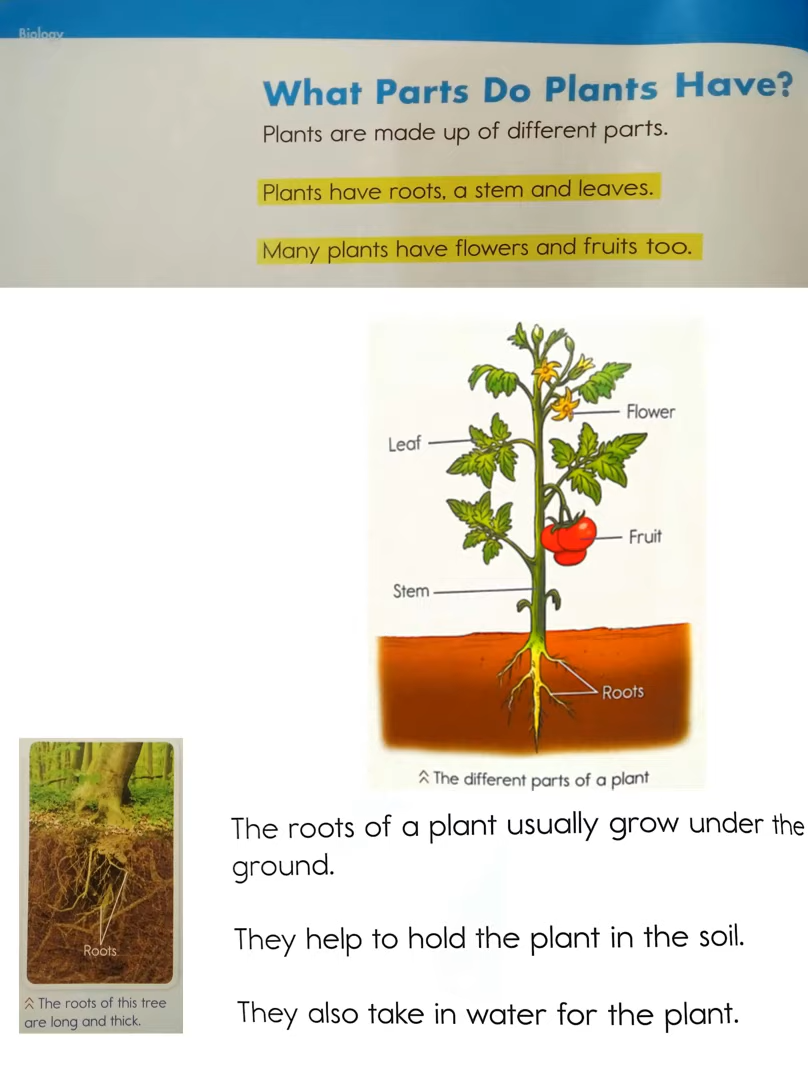 Biology
What Parts Do Plants Have?
Plants are made up of different parts.
Plants have roots, a stem and leaves.
Many plants have flowers and fruits too.
Flower
Leaf
Fruit
Stem
Roots
The different parts of a plant
The roots of a plant usually grow under the
ground.
They help to hold the plant in the soil.
They also take in water for the plant.
Roots
The roots of this tree
are long and thick.